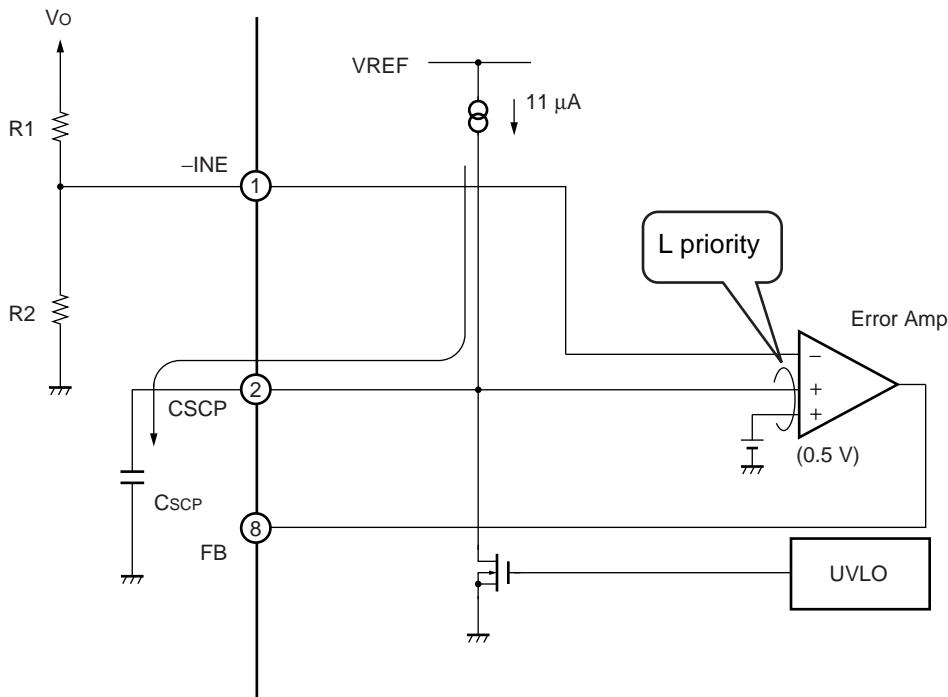 Vo
VREF
11 μA
R1
−INE
1
L priority
R2
Error Amp
−
2
+
CSCP
+
(0.5 V)
CSCP
8
FB
UVLO